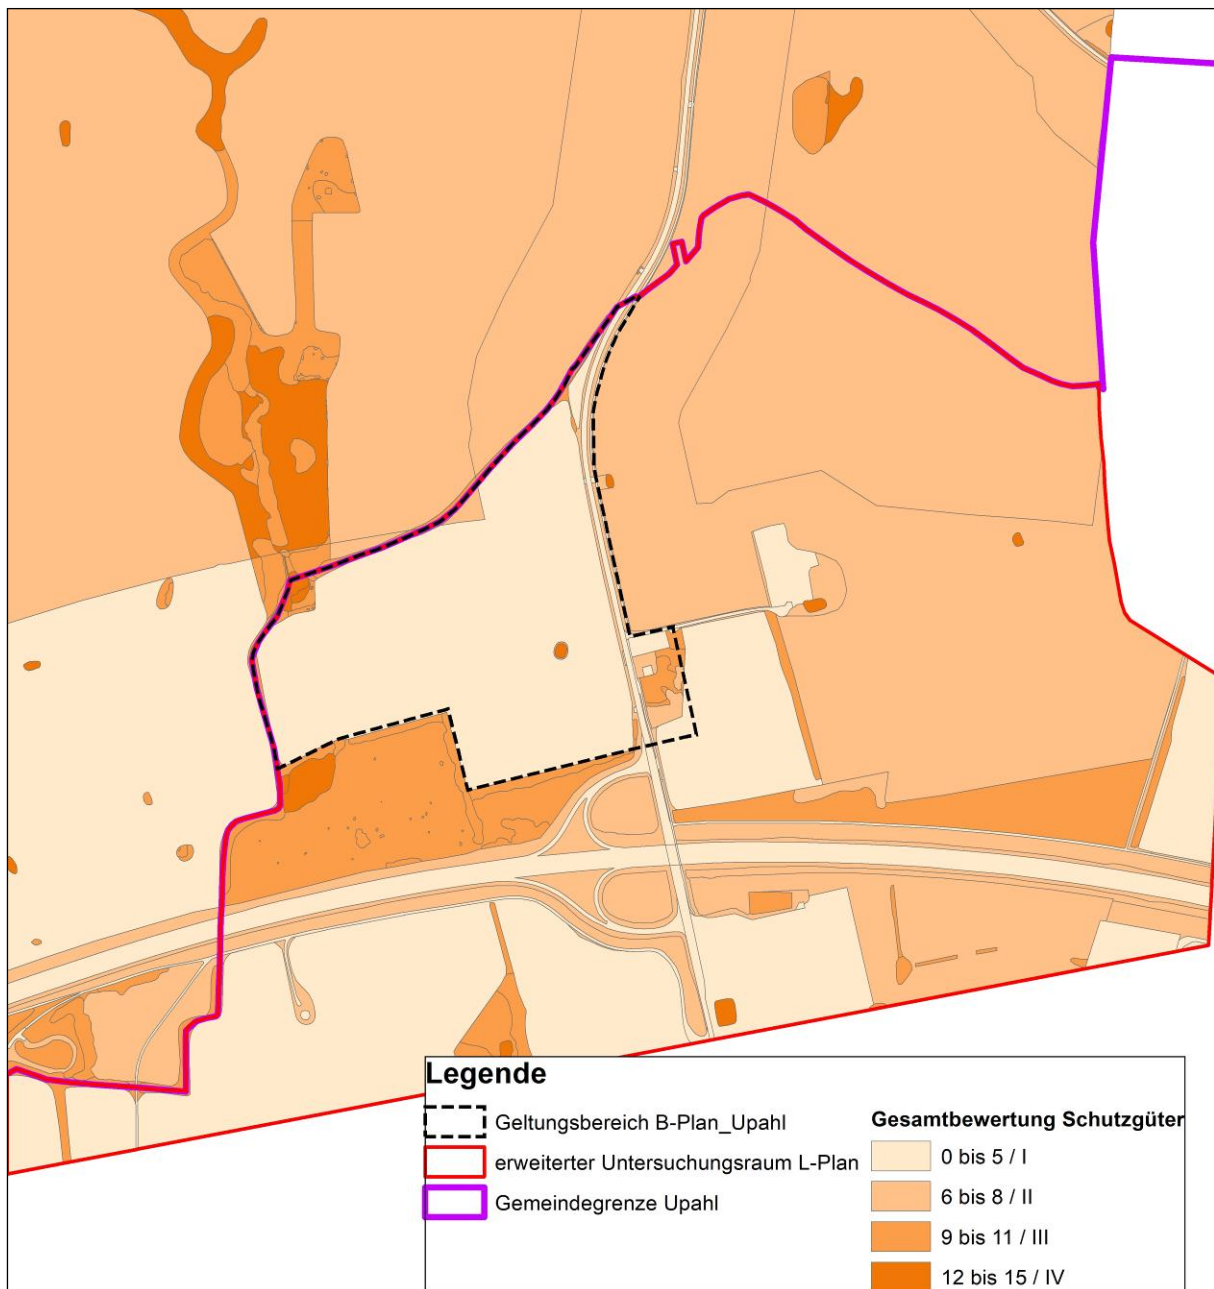 Legende
Geltungsbereich B-Plan_Upahl
erweiterter Untersuchungsraum L-Plan
Gemeindegrenze Upahl
Gesamtbewertung Schutzgüter
0 bis 5 / I
6 bis 8 / II
9 bis 11 / III
12 bis 15 / IV